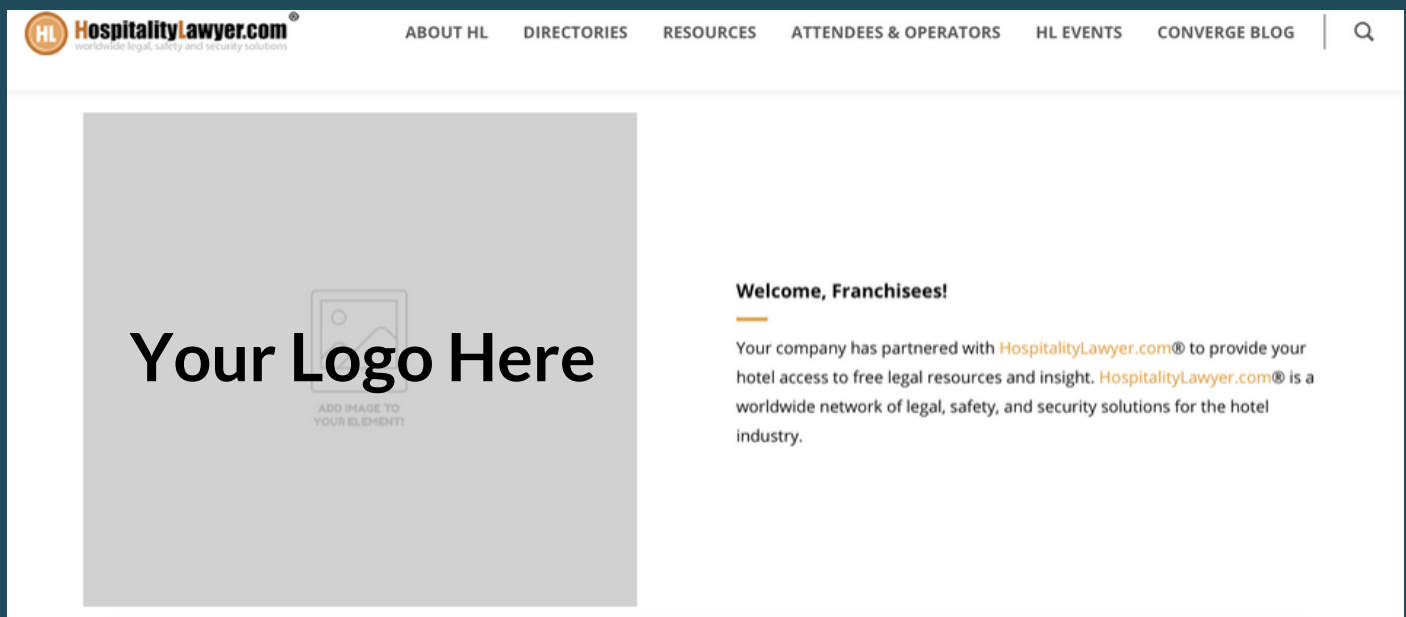 HL HospitalityLawyer.com®
worldwide legal, safety and security solutions
ABOUT HL DIRECTORIES RESOURCES ATTENDEES & OPERATORS HL EVENTS CONVERGE BLOG
Your Logo Here
ADD IMAGE TO
YOUR ELEMENT!
Welcome, Franchisees!
Your company has partnered with HospitalityLawyer.com® to provide your
hotel access to free legal resources and insight. HospitalityLawyer.com® is a
worldwide network of legal, safety, and security solutions for the hotel
industry.